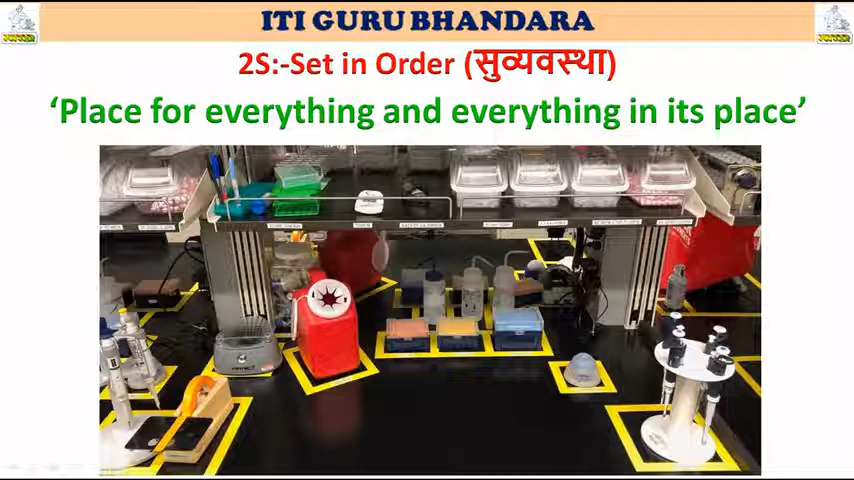 ITI GURU BHANDARA
2S:-Set in Order (सुव्यवस्था)
‘Place for everything and everything in its place’